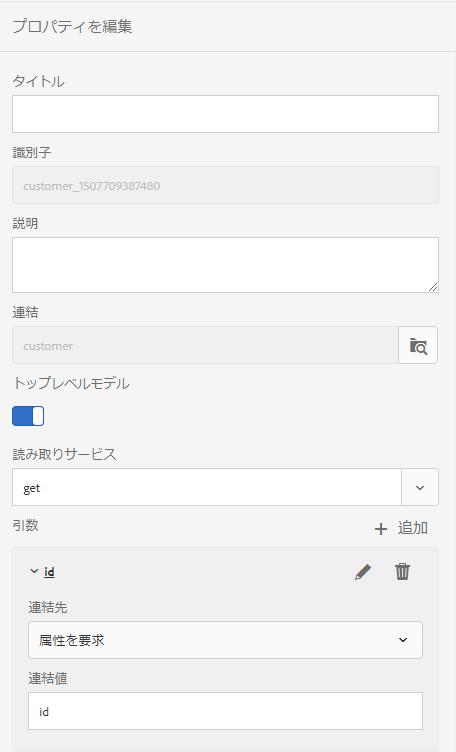 プロパティを編集
タイトル
識別子
customer_1507709387480
説明
連結
customer
トップレベルモデル
読み取りサービス
get
引数
+ 追加
id
連結先
属性を要求
連結値
id